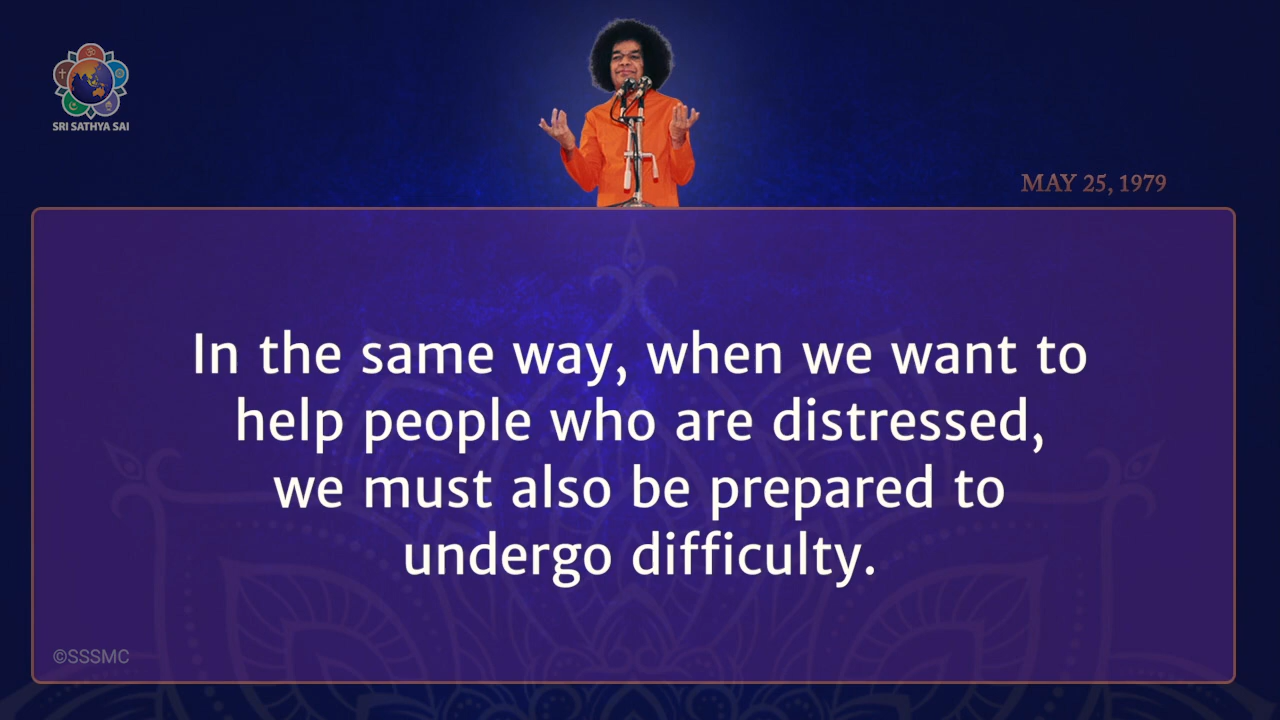 SRI SATHYA SAI
MAY 25, 1979
In the same way, when we want to
help people who are distressed,
we must also be prepared to
undergo difficulty.
©SSSMC